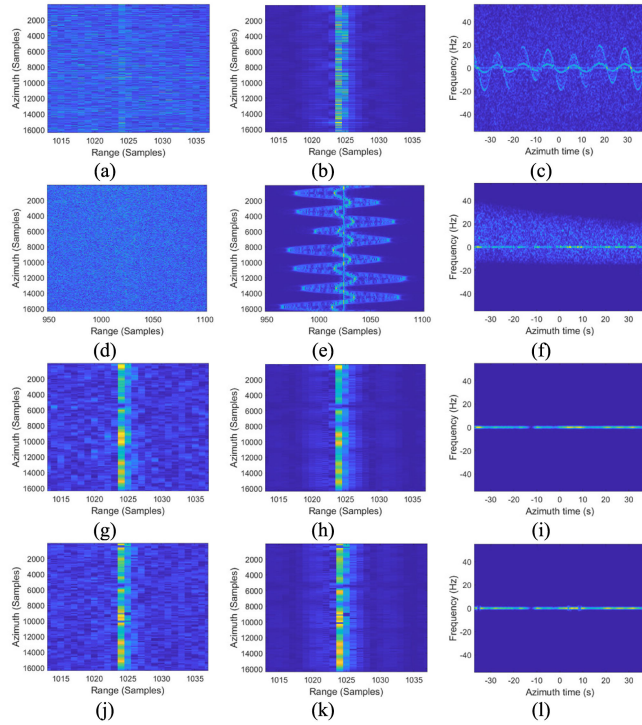 2000
4000
6000
8000
10000
12000
14000
16000
Azimuth (Samples)
1015 1020 1025 1030 1035
Range (Samples)
(a)
2000
4000
6000
8000
10000
12000
14000
16000
Azimuth (Samples)
1015 1020 1025 1030 1035
Range (Samples)
(b)
40
20
0
-20
-40
Frequency (Hz)
-30 -20 -10 0 10 20 30
Azimuth time (s)
(c)
2000
4000
6000
8000
10000
12000
14000
16000
Azimuth (Samples)
950 1000 1050 1100
Range (Samples)
(d)
2000
4000
6000
8000
10000
12000
14000
16000
Azimuth (Samples)
950 1000 1050 1100
Range (Samples)
(e)
40
20
0
-20
-40
Frequency (Hz)
-30 -20 -10 0 10 20 30
Azimuth time (s)
(f)
2000
4000
6000
8000
10000
12000
14000
16000
Azimuth (Samples)
1015 1020 1025 1030 1035
Range (Samples)
(g)
2000
4000
6000
8000
10000
12000
14000
16000
Azimuth (Samples)
1015 1020 1025 1030 1035
Range (Samples)
(h)
40
20
0
-20
-40
Frequency (Hz)
-30 -20 -10 0 10 20 30
Azimuth time (s)
(i)
2000
4000
6000
8000
10000
12000
14000
16000
Azimuth (Samples)
1015 1020 1025 1030 1035
Range (Samples)
(j)
2000
4000
6000
8000
10000
12000
14000
16000
Azimuth (Samples)
1015 1020 1025 1030 1035
Range (Samples)
(k)
40
20
0
-20
-40
Frequency (Hz)
-30 -20 -10 0 10 20 30
Azimuth time (s)
(l)